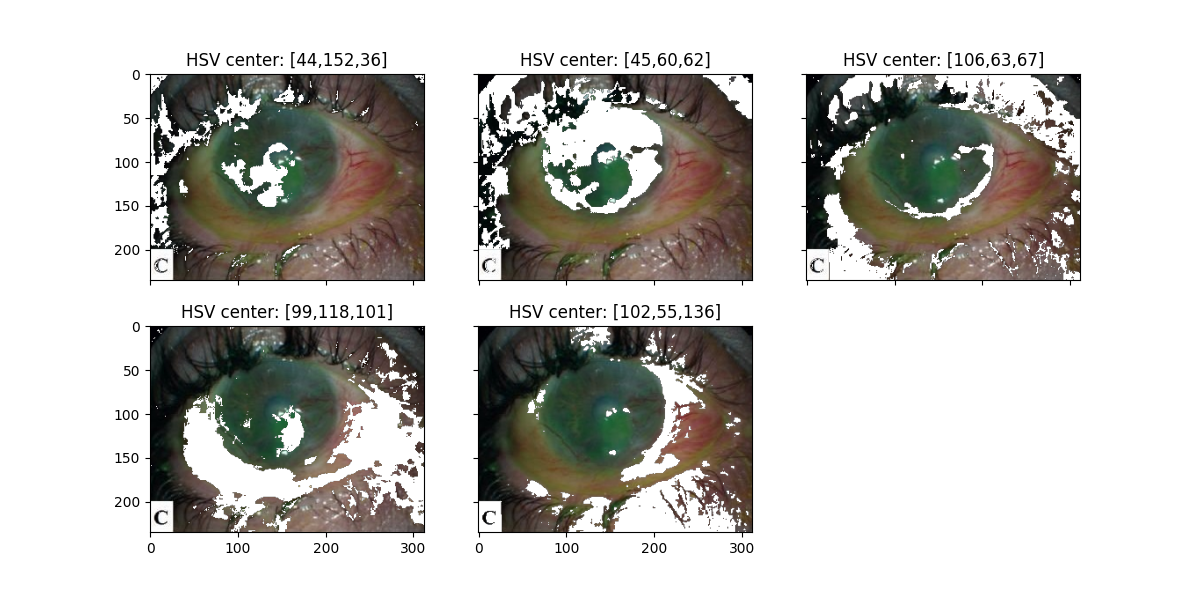 HSV center: [44,152,36]
HSV center: [45,60,62]
HSV center: [106,63,67]
0
50
100
150
200
C
C
C
HSV center: [99,118,101]
HSV center: [102,55,136]
0
50
100
150
200
C
C
0 100 200 300
0 100 200 300